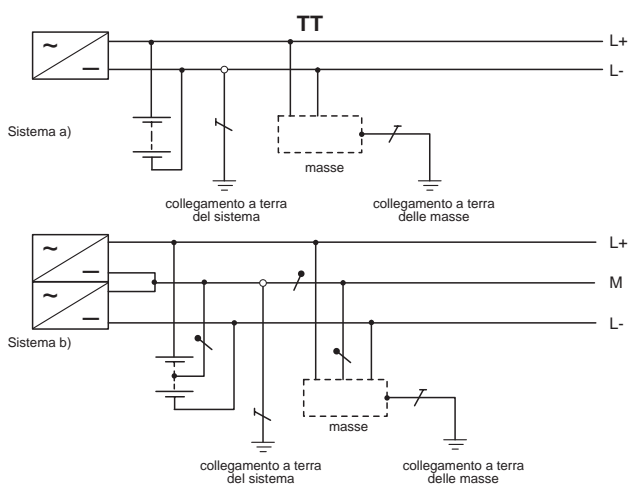 TT
L+
L-
Sistema a)
masse
collegamento a terra
del sistema
collegamento a terra
delle masse
L+
M
L-
Sistema b)
masse
collegamento a terra
del sistema
collegamento a terra
delle masse